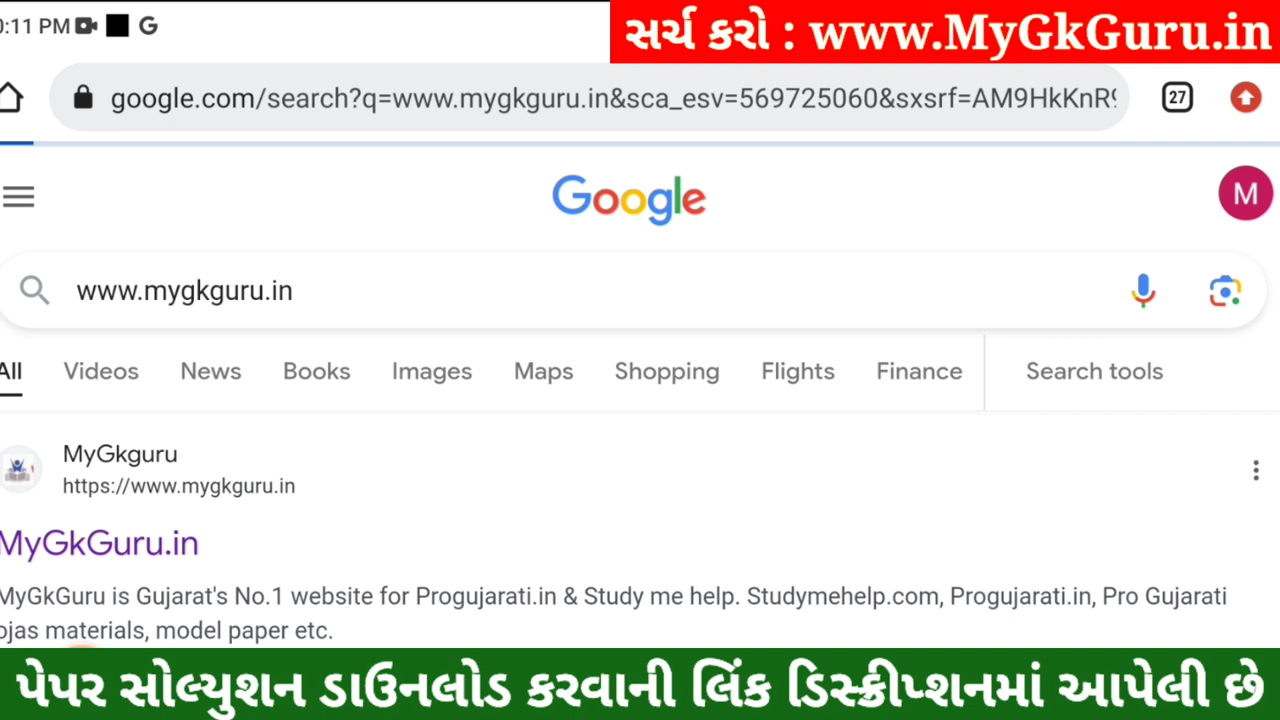 :11 PM
સર્ચ કરો : www.MyGkGuru.in
google.com/search?q=www.mygkguru.in&sca_esv=569725060&sxsrf=AM9HkKnR9
27
Google
M
www.mygkguru.in
All Videos News Books Images Maps Shopping Flights Finance Search tools
MyGkguru
https://www.mygkguru.in
MyGkGuru.in
MyGkGuru is Gujarat's No.1 website for Progujarati.in & Study me help. Studymehelp.com, Progujarati.in, Pro Gujarati
ojas materials, model paper etc.
પેપર સોલ્યુશન ડાઉનલોડ કરવાની લિંક ડિસ્ક્રીપ્શનમાં આપેલી છે